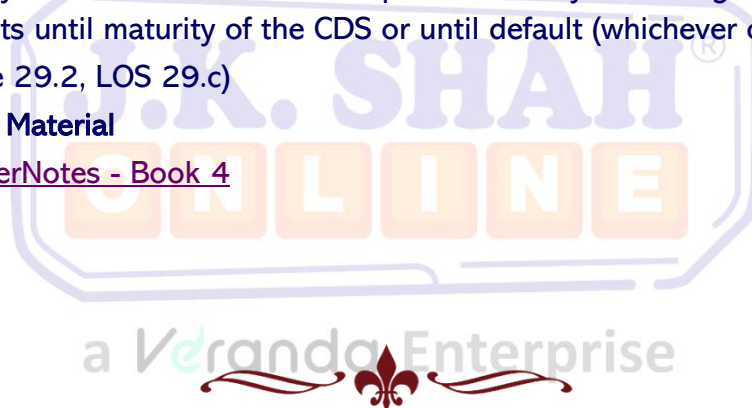 ts until maturity of the CDS or until default (whichever
e 29.2, LOS 29.c)
Material
erNotes - Book 4
J.K. SHAH®
ONLINE
a Veranda Enterprise